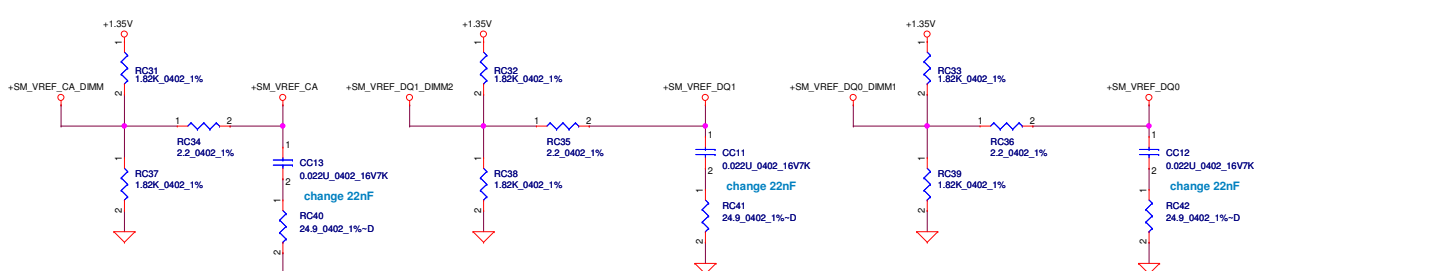 +1.35V
+1.35V
+1.35V
1
RC31
1.82K_0402_1%
2
+SM_VREF_CA_DIMM
+SM_VREF_CA
1
RC32
1.82K_0402_1%
2
+SM_VREF_DQ1_DIMM2
+SM_VREF_DQ1
1
RC33
1.82K_0402_1%
2
+SM_VREF_DQ0_DIMM1
+SM_VREF_DQ0
1 2
RC34
2.2_0402_1%
1 2
RC35
2.2_0402_1%
1 2
RC36
2.2_0402_1%
1
RC37
1.82K_0402_1%
2
1
CC13
0.022U_0402_16V7K
2
change 22nF
1
RC40
24.9_0402_1%~D
2
1
RC38
1.82K_0402_1%
2
1
CC11
0.022U_0402_16V7K
2
change 22nF
1
RC41
24.9_0402_1%~D
2
1
RC39
1.82K_0402_1%
2
1
CC12
0.022U_0402_16V7K
2
change 22nF
1
RC42
24.9_0402_1%~D
2